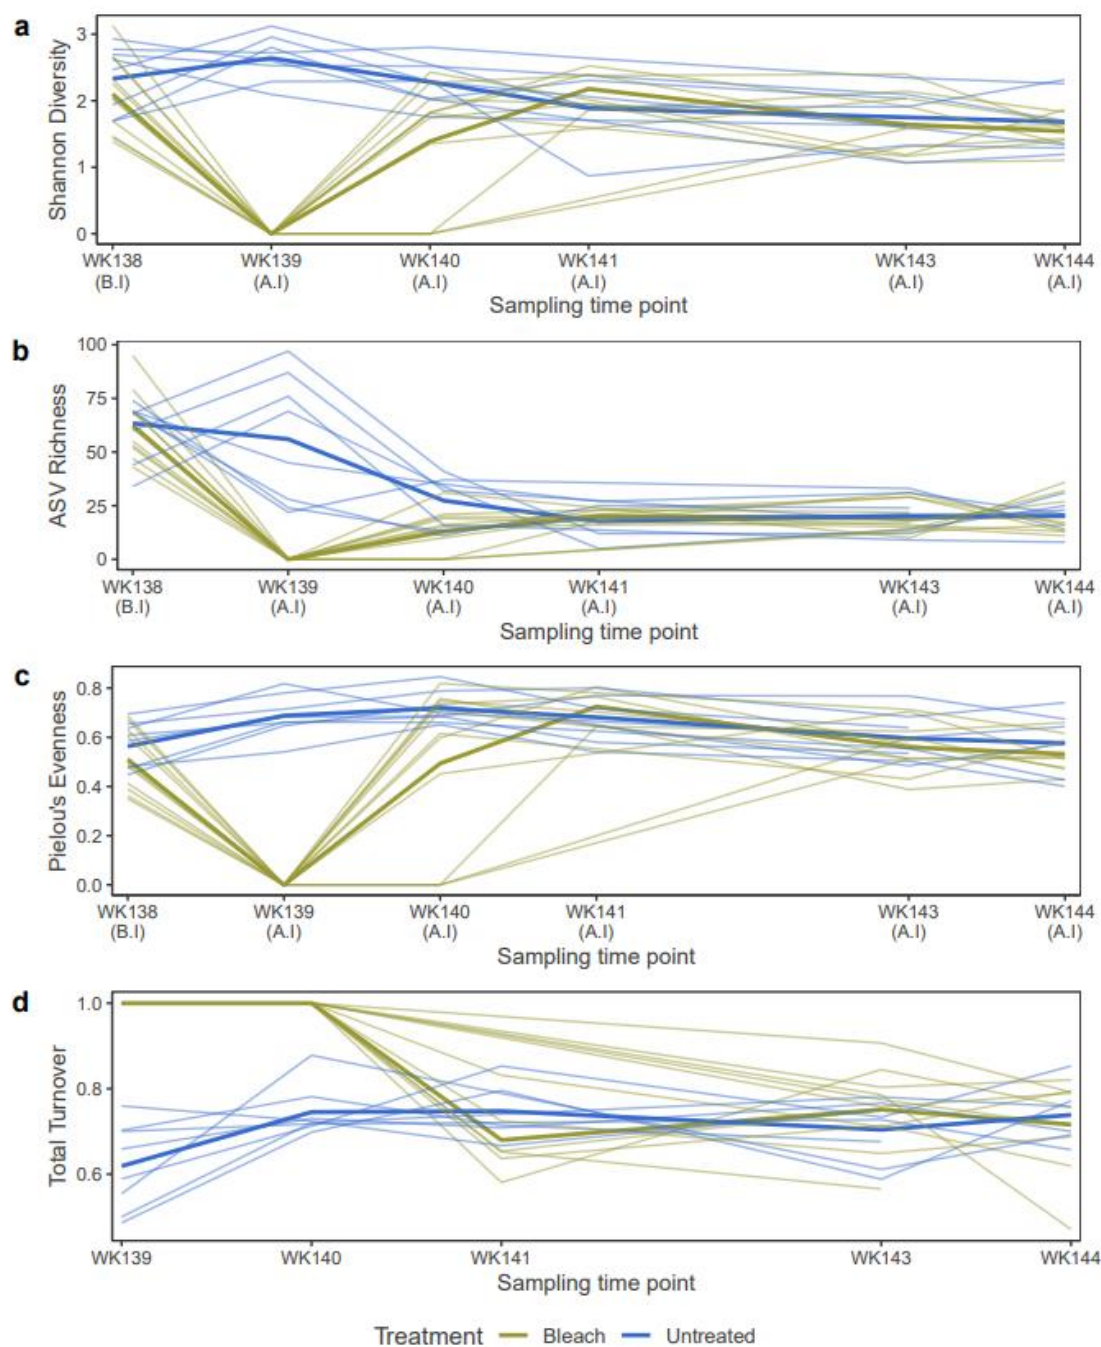 a
Shannon Diversity
3
2
1
0
WK138 WK139 WK140 WK141 WK143 WK144
(B.I) (A.I) (A.I) (A.I) (A.I) (A.I)
Sampling time point
b
ASV Richness
100
75
50
25
0
WK138 WK139 WK140 WK141 WK143 WK144
(B.I) (A.I) (A.I) (A.I) (A.I) (A.I)
Sampling time point
c
Pielou's Evenness
0.8
0.6
0.4
0.2
0.0
WK138 WK139 WK140 WK141 WK143 WK144
(B.I) (A.I) (A.I) (A.I) (A.I) (A.I)
Sampling time point
d
Total Turnover
1.0
0.8
0.6
WK139 WK140 WK141 WK143 WK144
Sampling time point
Treatment Bleach Untreated